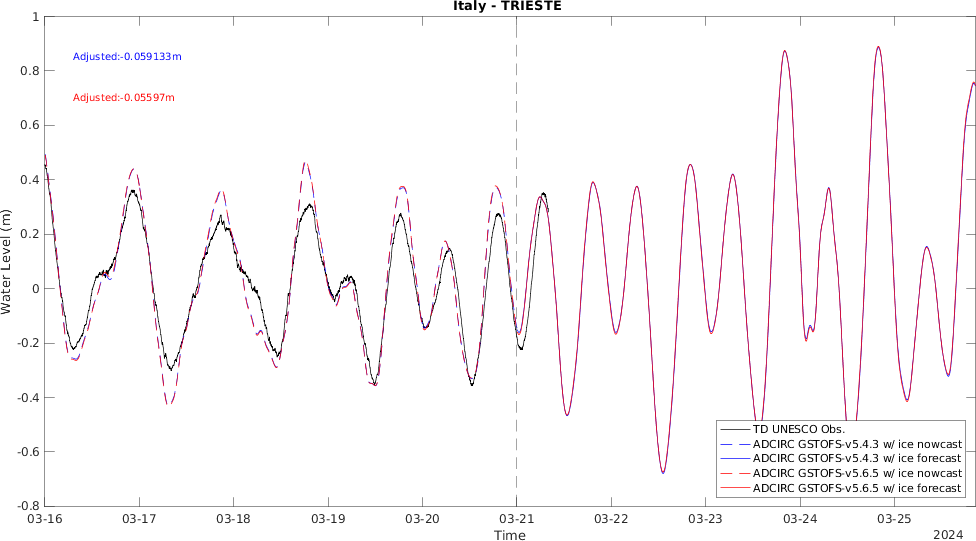 Italy - TRIESTE
Adjusted:-0.059133m
Adjusted:-0.05597m
Water Level (m)
1
0.8
0.6
0.4
0.2
0
-0.2
-0.4
-0.6
-0.8
TD UNESCO Obs.
ADCIRC GSTOFS-v5.4.3 w/ ice nowcast
ADCIRC GSTOFS-v5.4.3 w/ ice forecast
ADCIRC GSTOFS-v5.6.5 w/ ice nowcast
ADCIRC GSTOFS-v5.6.5 w/ ice forecast
03-16 03-17 03-18 03-19 03-20 03-21 03-22 03-23 03-24 03-25
Time
2024